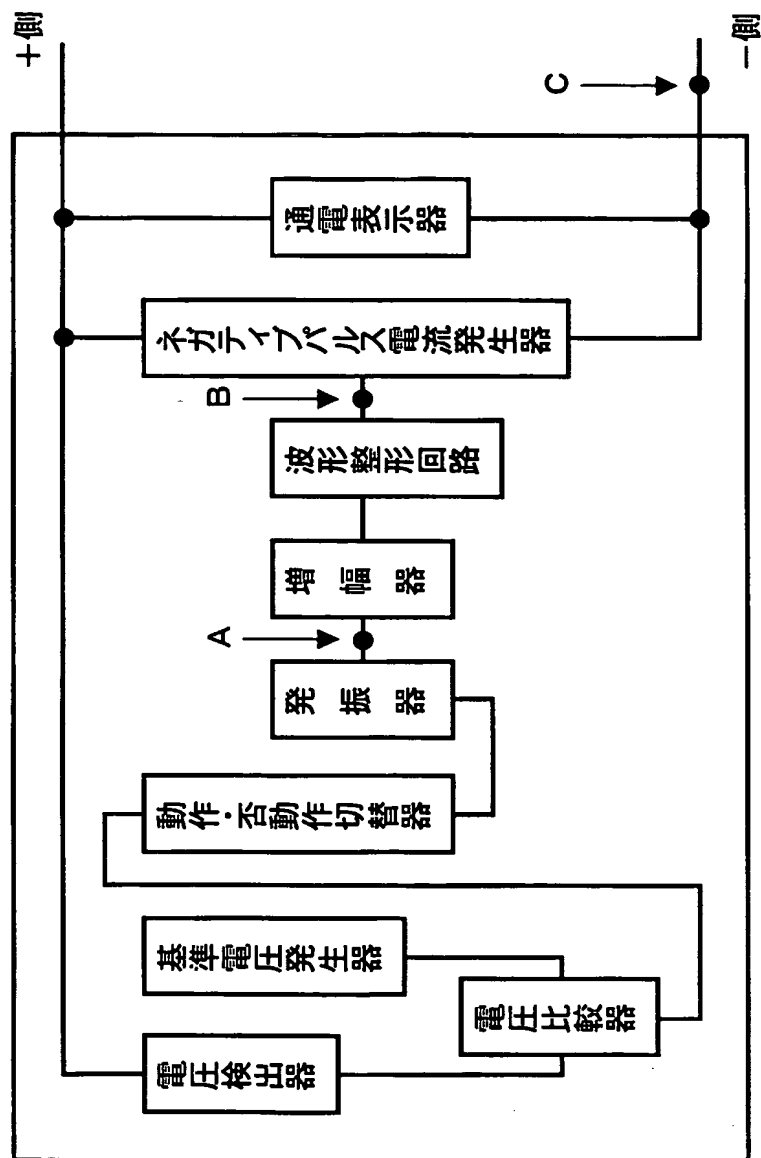 +側
-側
C
通電表示器
ネガティブパルス電流発生器
B
波形整形回路
増幅器
A
発振器
動作・否動作切替器
基準電圧発生器
電圧比較器
電圧検出器